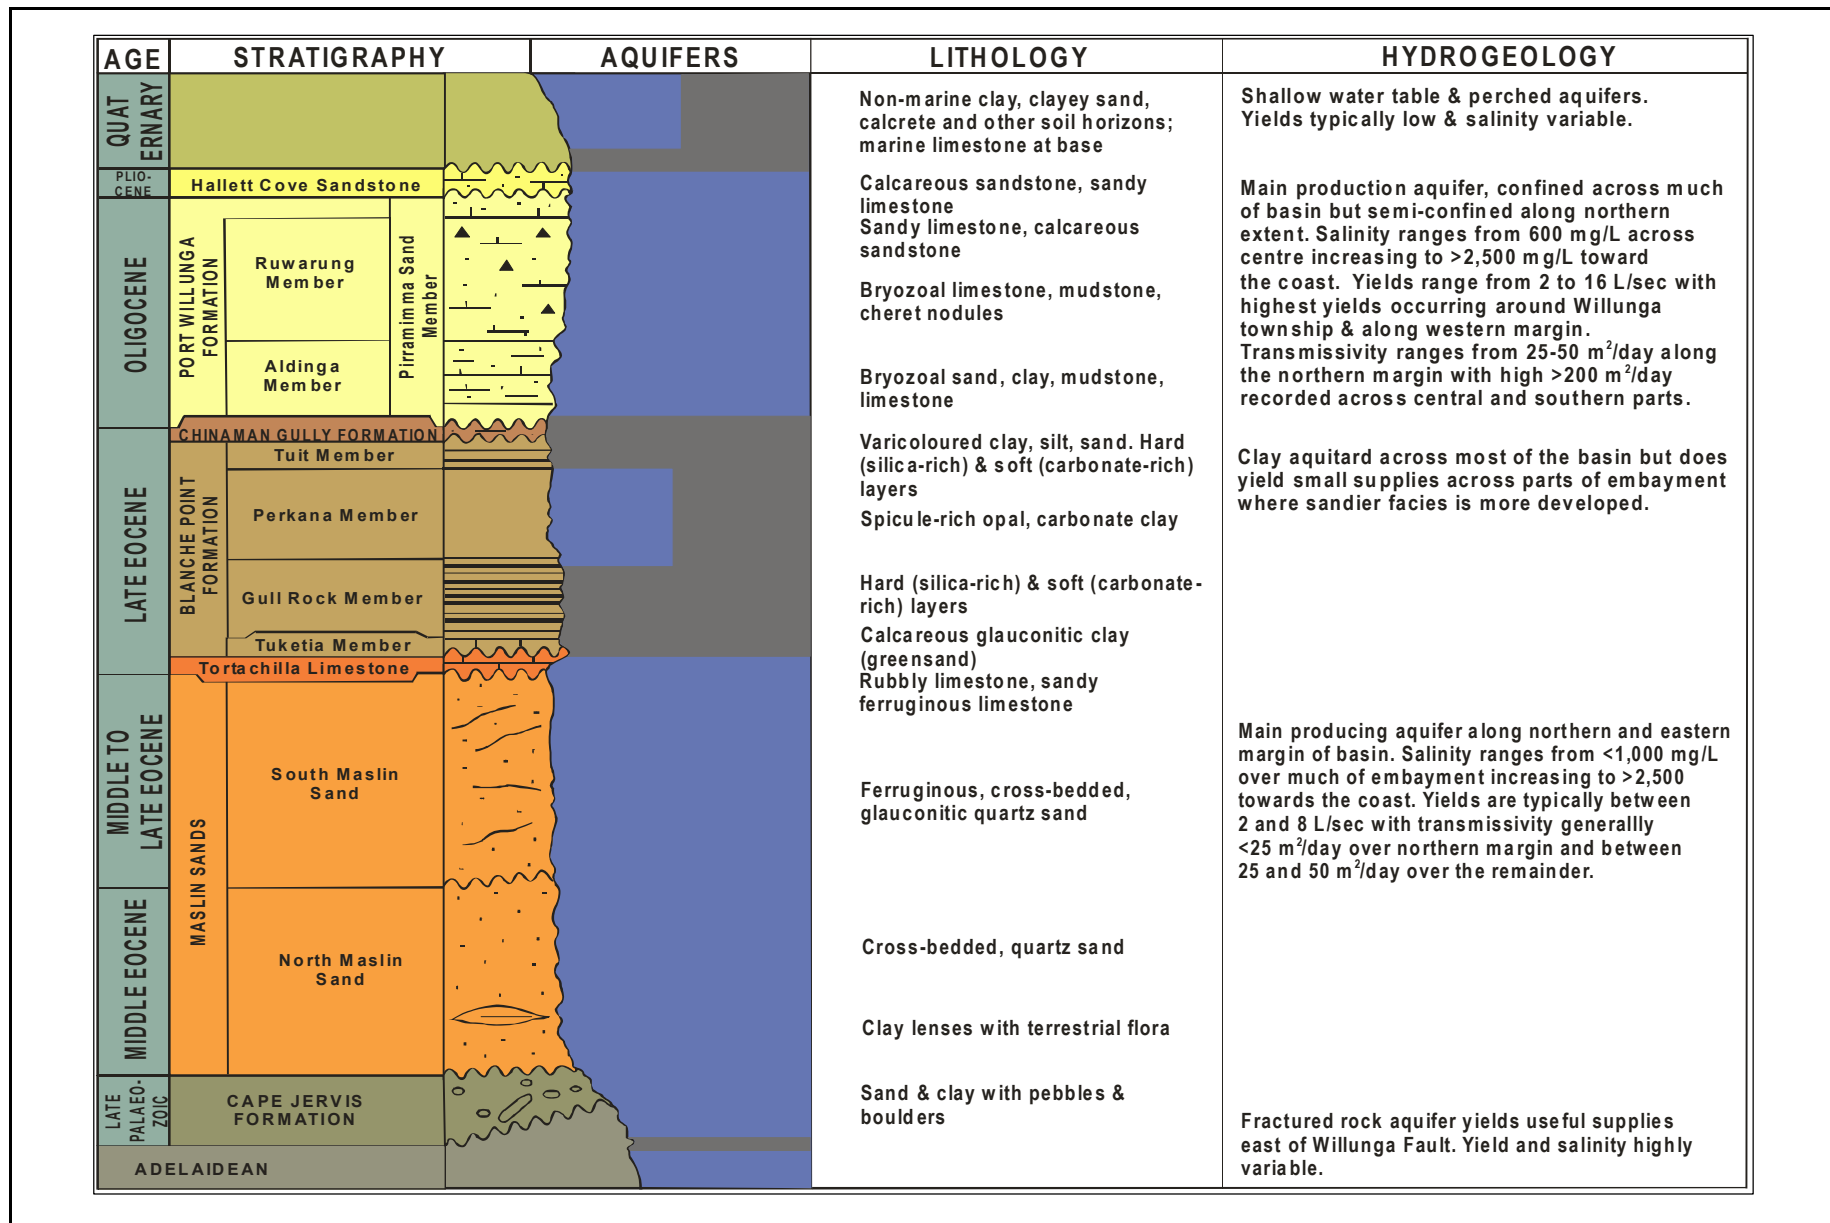 AGE
STRATIGRAPHY
AQUIFERS
LITHOLOGY
HYDROGEOLOGY
QUAT
ERNARY
Non-marine clay, clayey sand,
calcrete and other soil horizons;
marine limestone at base
Shallow water table & perched aquifers.
Yields typically low & salinity variable.
PLIO-
CENE
Hallett Cove Sandstone
Calcareous sandstone, sandy
limestone
OLIGOCENE
PORT WILLUNGA
FORMATION
Ruwarung
Member
Aldinga
Member
Pirramimma Sand
Member
Sandy limestone, calcareous
sandstone
Bryozoal limestone, mudstone,
cheret nodules
Bryozoal sand, clay, mudstone,
limestone
Main production aquifer, confined across much
of basin but semi-confined along northern
extent. Salinity ranges from 600 mg/L across
centre increasing to >2,500 mg/L toward
the coast. Yields range from 2 to 16 L/sec with
highest yields occurring around Willunga
township & along western margin.
Transmissivity ranges from 25-50 m²/day along
the northern margin with high >200 m²/day
recorded across central and southern parts.
LATE EOCENE
CHINAMAN GULLY FORMATION
BLANCHE POINT
FORMATION
Tuit Member
Perkana Member
Gull Rock Member
Tuketia Member
Tortachilla Limestone
Varicoloured clay, silt, sand. Hard
(silica-rich) & soft (carbonate-rich)
layers
Spicule-rich opal, carbonate clay
Hard (silica-rich) & soft (carbonate-
rich) layers
Calcareous glauconitic clay
(greensand)
Rubbly limestone, sandy
ferruginous limestone
Clay aquitard across most of the basin but does
yield small supplies across parts of embayment
where sandier facies is more developed.
MIDDLE TO
LATE EOCENE
MASLIN SANDS
South Maslin
Sand
Ferruginous, cross-bedded,
glauconitic quartz sand
Main producing aquifer along northern and eastern
margin of basin. Salinity ranges from <1,000 mg/L
over much of embayment increasing to >2,500
towards the coast. Yields are typically between
2 and 8 L/sec with transmissivity generallly
<25 m²/day over northern margin and between
25 and 50 m²/day over the remainder.
MIDDLE EOCENE
North Maslin
Sand
Cross-bedded, quartz sand
Clay lenses with terrestrial flora
LATE
PALAEO-
ZOIC
CAPE JERVIS
FORMATION
Sand & clay with pebbles &
boulders
ADELAIDEAN
Fractured rock aquifer yields useful supplies
east of Willunga Fault. Yield and salinity highly
variable.